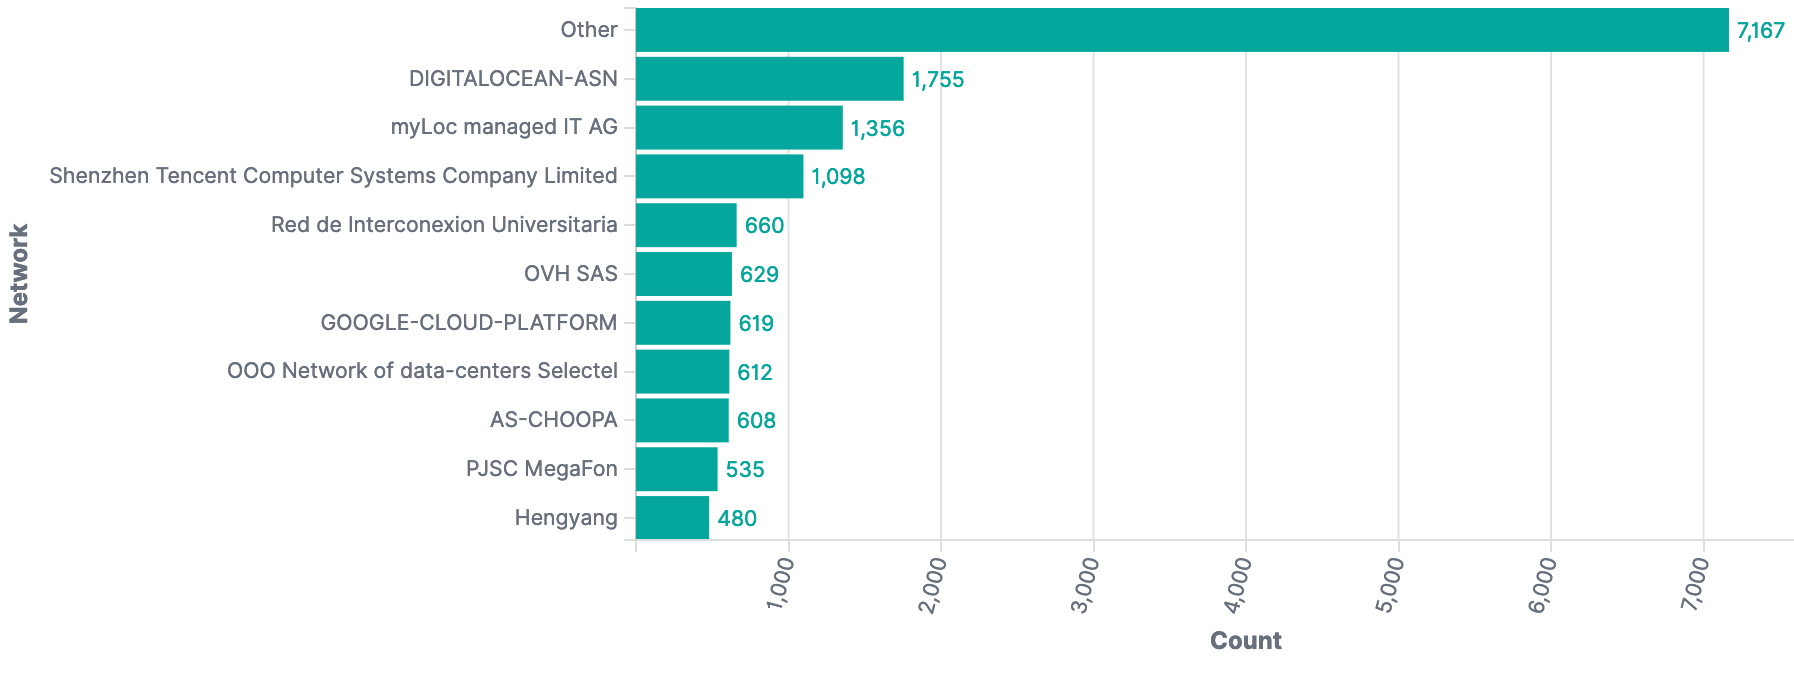 Other
7,167
DIGITALOCEAN-ASN
1,755
myLoc managed IT AG
1,356
Shenzhen Tencent Computer Systems Company Limited
1,098
Red de Interconexion Universitaria
660
OVH SAS
629
GOOGLE-CLOUD-PLATFORM
619
OOO Network of data-centers Selectel
612
AS-CHOOPA
608
PJSC MegaFon
535
Hengyang
480
Network
1,000
2,000
3,000
4,000
5,000
6,000
7,000
Count